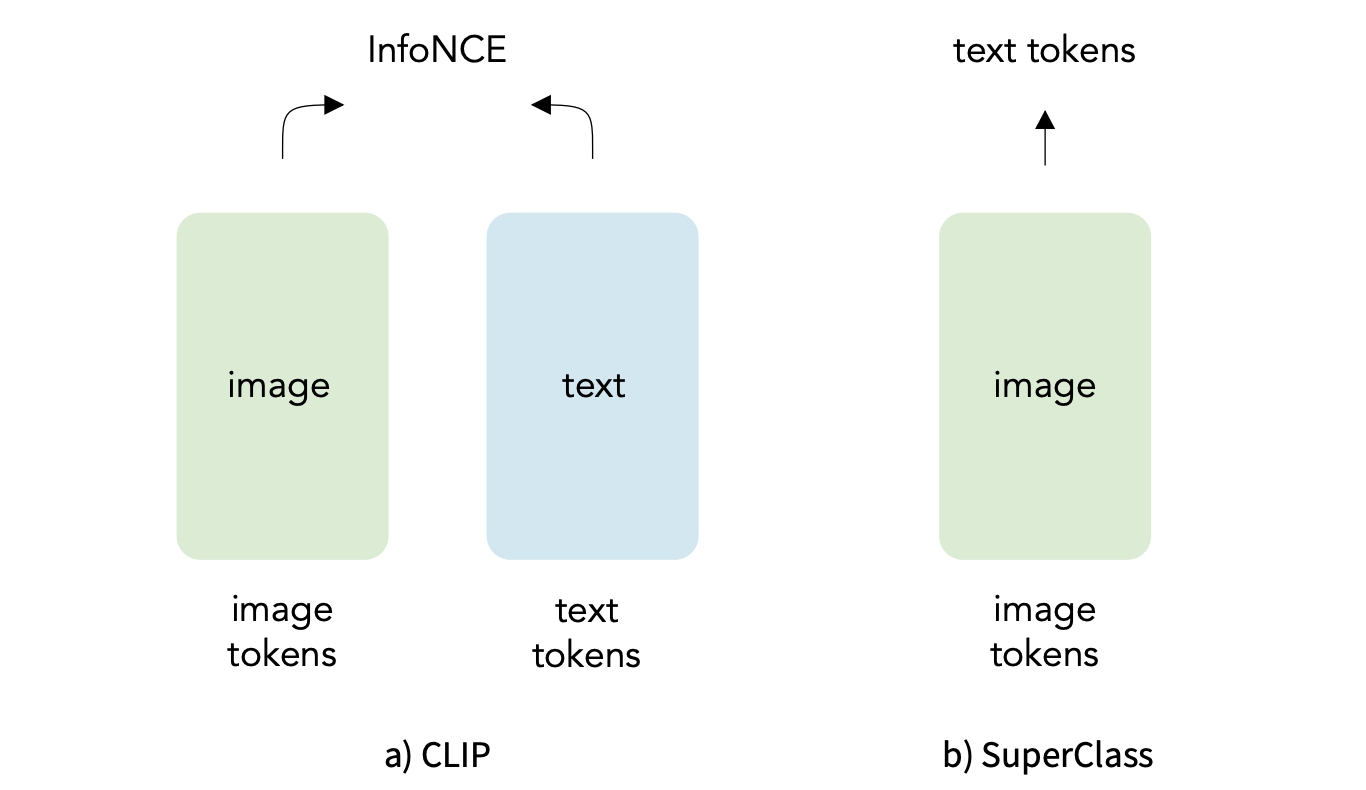 InfoNCE
text tokens
image
text
image
image
tokens
text
tokens
image
tokens
a) CLIP
b) SuperClass